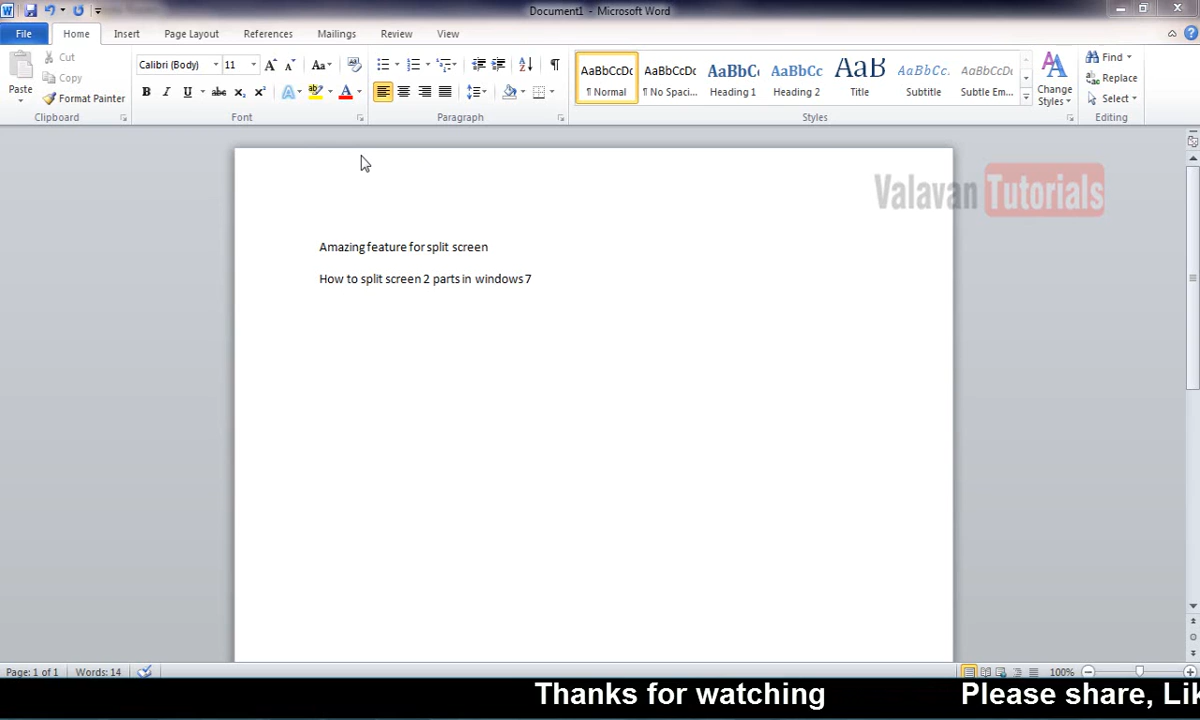 Document1 - Microsoft Word
File Home Insert Page Layout References Mailings Review View
Cut
Copy
Paste
Format Painter
Clipboard
Calibri (Body) 11
Font
Paragraph
AaBbCcDc AaBbCcDc AaBbC AaBbCc AaB AaBbCc. AaBbCcDc
¶ Normal ¶ No Spaci... Heading 1 Heading 2 Title Subtitle Subtle Em...
Change Styles
Styles
Find
Replace
Select
Editing
Valavan Tutorials
Amazing feature for split screen
How to split screen 2 parts in windows 7
Page: 1 of 1 Words: 14 100%
Thanks for watching Please share, Lik